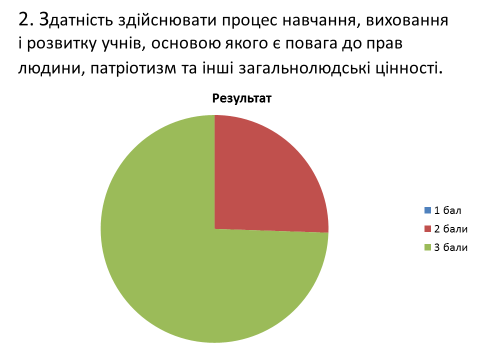 2. Здатність здійснювати процес навчання, виховання
і розвитку учнів, основою якого є повага до прав
людини, патріотизм та інші загальнолюдські цінності.
Результат
1 бал
2 бали
3 бали